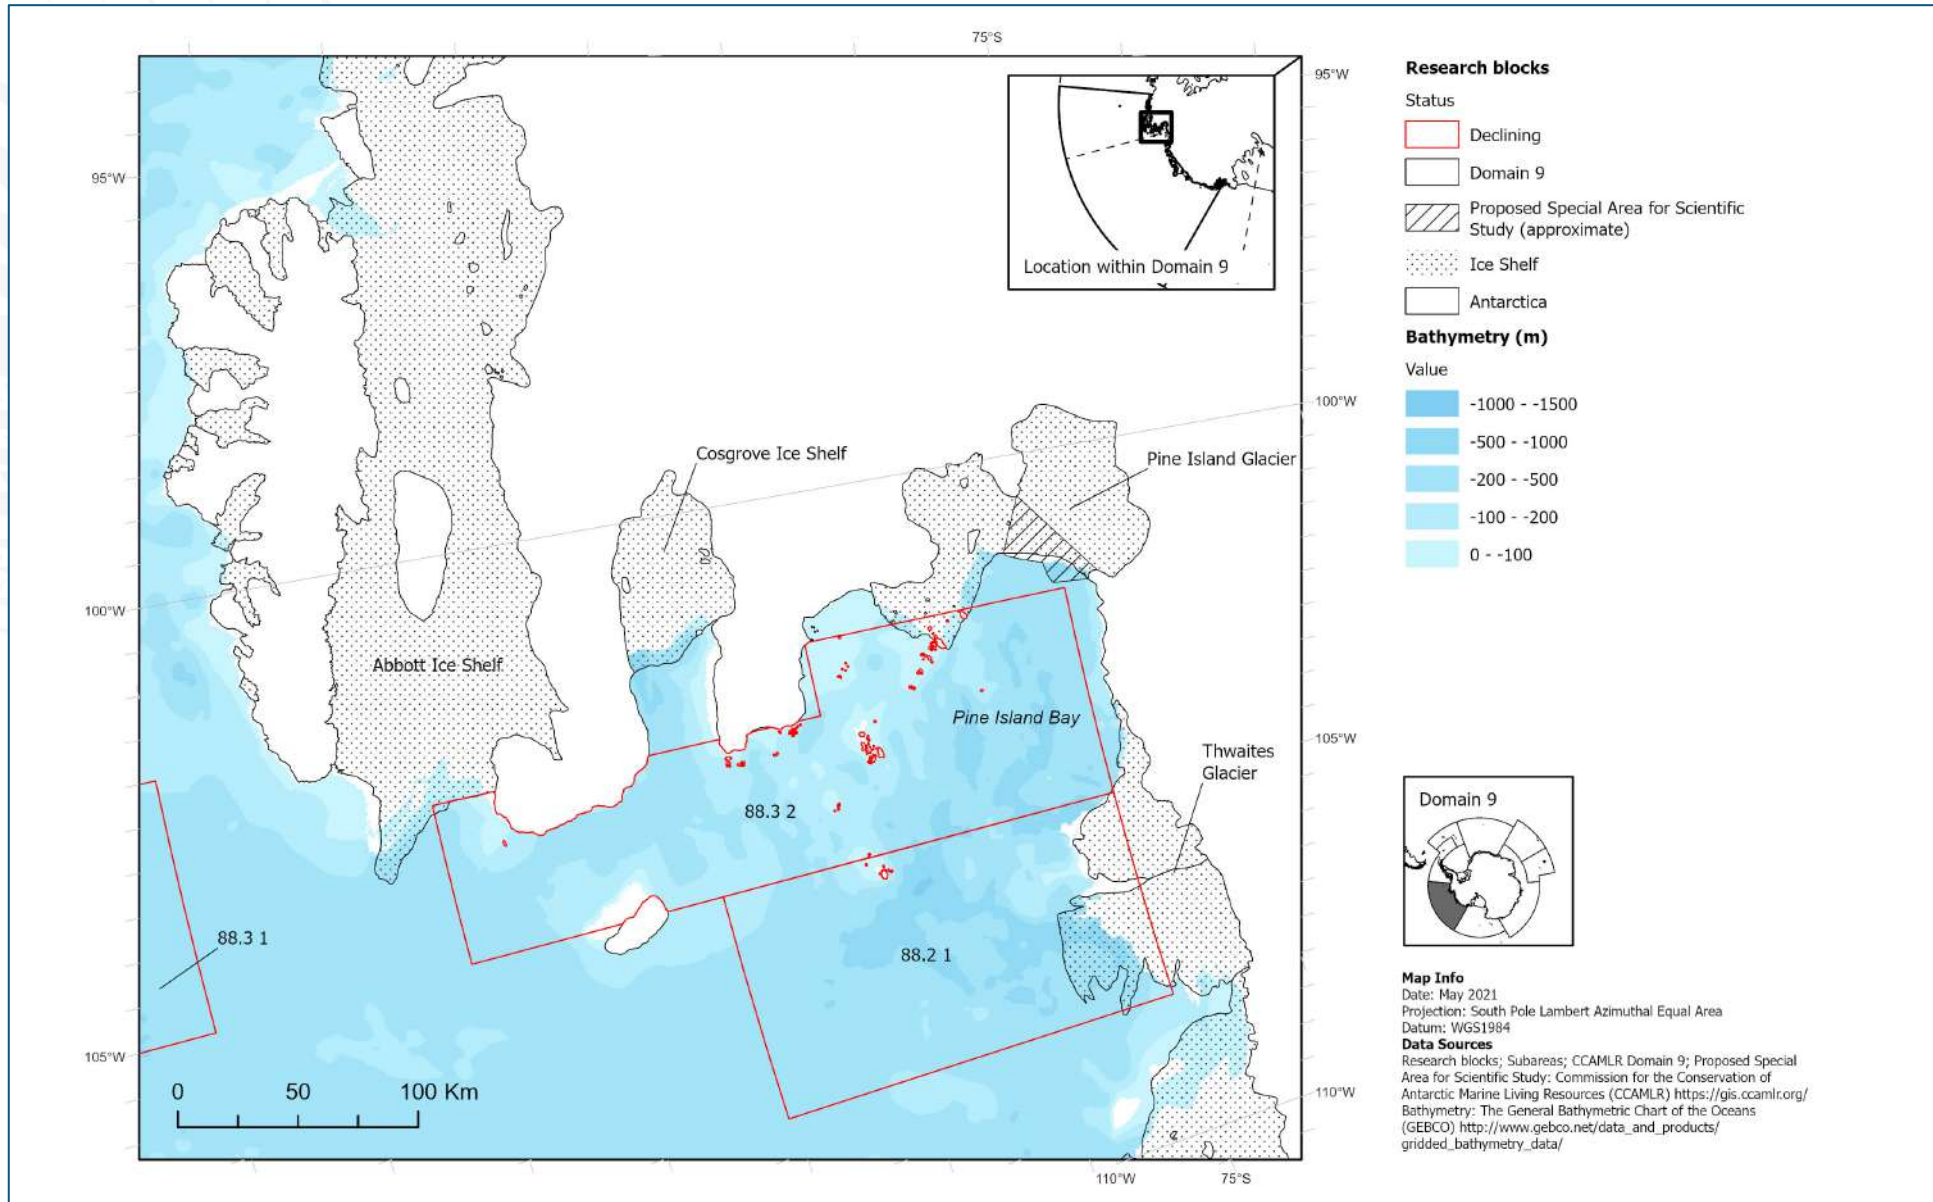 75°S
95°W
95°W
Location within Domain 9
100°W
Cosgrove Ice Shelf
Pine Island Glacier
100°W
Abbott Ice Shelf
Pine Island Bay
105°W
Thwaites
Glacier
88.3 2
88.3 1
88.2 1
105°W
0 50 100 Km
110°W
110°W
75°S
Research blocks
Status
Declining
Domain 9
Proposed Special Area for Scientific
Study (approximate)
Ice Shelf
Antarctica
Bathymetry (m)
Value
-1000 - -1500
-500 - -1000
-200 - -500
-100 - -200
0 - -100
Domain 9
Map Info
Date: May 2021
Projection: South Pole Lambert Azimuthal Equal Area
Datum: WGS1984
Data Sources
Research blocks; Subareas; CCAMLR Domain 9; Proposed Special
Area for Scientific Study: Commission for the Conservation of
Antarctic Marine Living Resources (CCAMLR) https://gis.ccamlr.org/
Bathymetry: The General Bathymetric Chart of the Oceans
(GEBCO) http://www.gebco.net/data_and_products/
gridded_bathymetry_data/